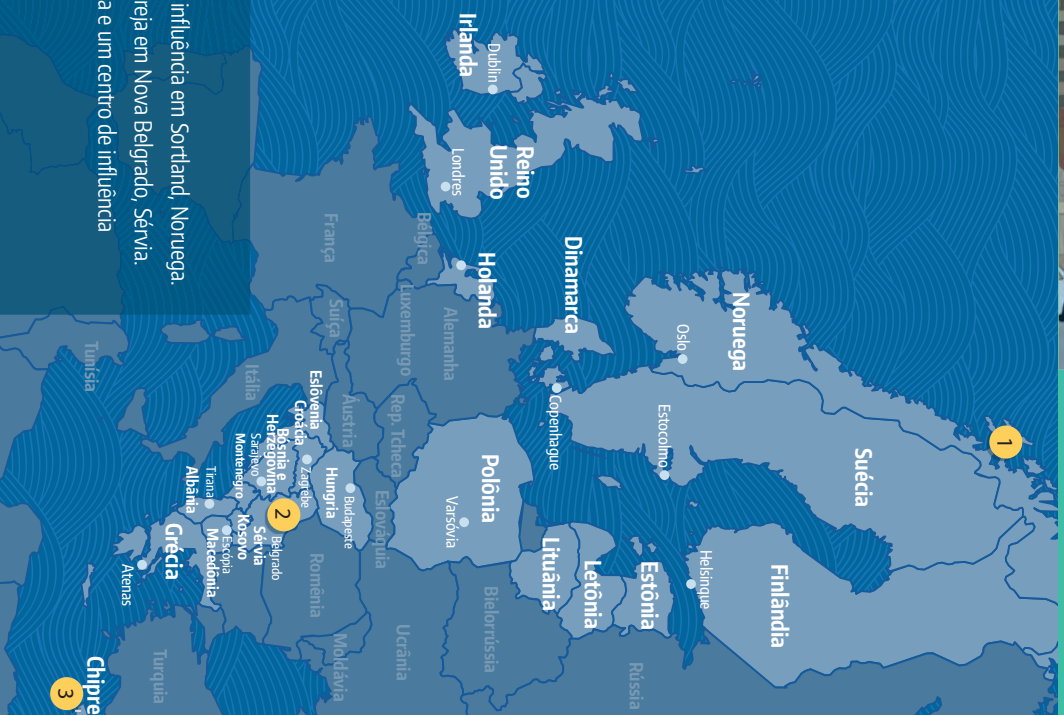 influência em Sortland, Noruega.
reja em Nova Belgrado, Sérvia.
a e um centro de influência
Irlanda
Dublin
Reino
Unido
Londres
Dinamarca
Holanda
Bélgica
França
Luxemburgo
Alemanha
Suíça
Itália
Tunísia
Áustria
Rep. Tcheca
Eslováquia
Noruega
Oslo
Copenhague
Estocolmo
Suécia
1
Finlândia
Helsinque
Estônia
Letônia
Lituânia
Polônia
Varsóvia
Bielorrússia
Rússia
Ucrânia
Moldávia
Romênia
Hungria
Budapeste
Eslôvenia
Croácia
Zagrebe
Bósnia e
Herzegovina
Sarajevo
Montenegro
2
Belgrado
Sérvia
Kosovo
Escópia
Macedônia
Tirana
Albânia
Grécia
Atenas
Turquia
Chipre
3